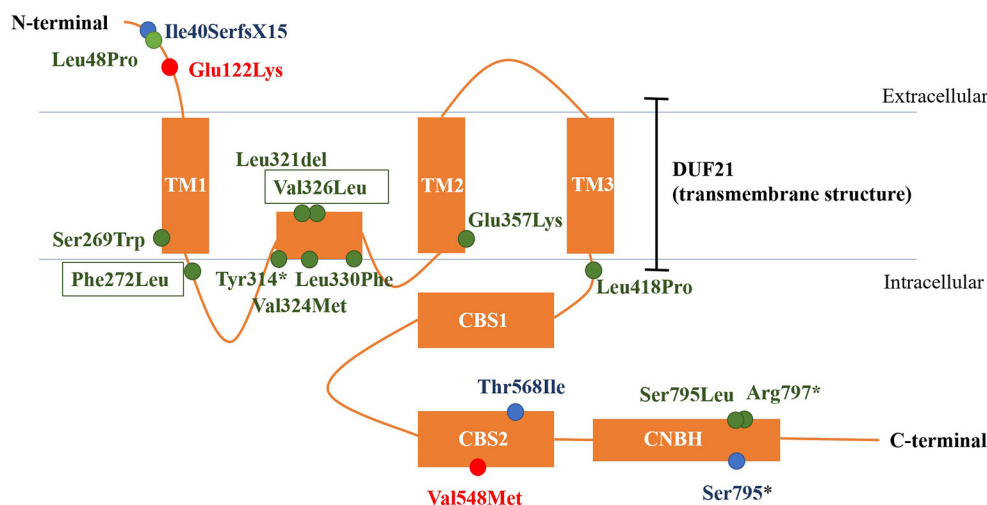 N-terminal
Ile40SerfsX15
Leu48Pro
Glu122Lys
Extracellular
Leu321del
Val326Leu
TM1
TM2
TM3
DUF21
(transmembrane structure)
Ser269Trp
Glu357Lys
Phe272Leu
Tyr314* Leu330Phe
Val324Met
Leu418Pro
Intracellular
CBS1
Thr568Ile
Ser795Leu
Arg797*
CBS2
CNBH
C-terminal
Val548Met
Ser795*